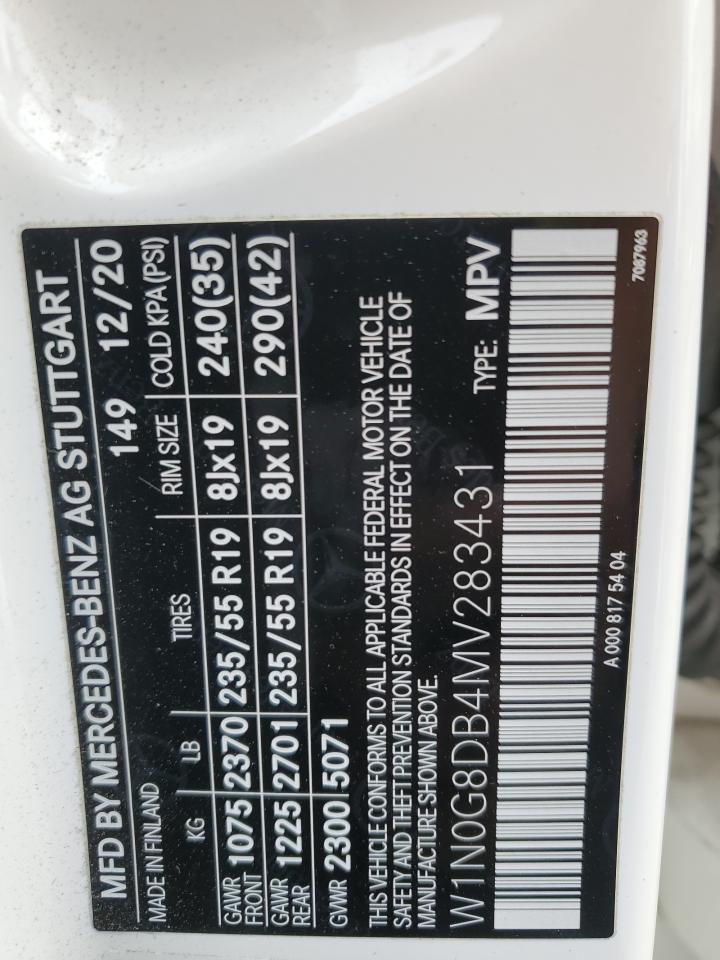 MFD BY MERCEDES-BENZ AG STUTTGART
MADE IN FINLAND 149 12/20
KG LB TIRES RIM SIZE COLD KPA (PSI)
GAWR FRONT 1075 2370 235/55 R19 8Jx19 240(35)
GAWR REAR 1225 2701 235/55 R19 8Jx19 290(42)
GVWR 2300 5071
THIS VEHICLE CONFORMS TO ALL APPLICABLE FEDERAL MOTOR VEHICLE
SAFETY AND THEFT PREVENTION STANDARDS IN EFFECT ON THE DATE OF
MANUFACTURE SHOWN ABOVE.
W1N0G8DB4MV283431 TYPE: MPV
A 000 817 54 04 7087963